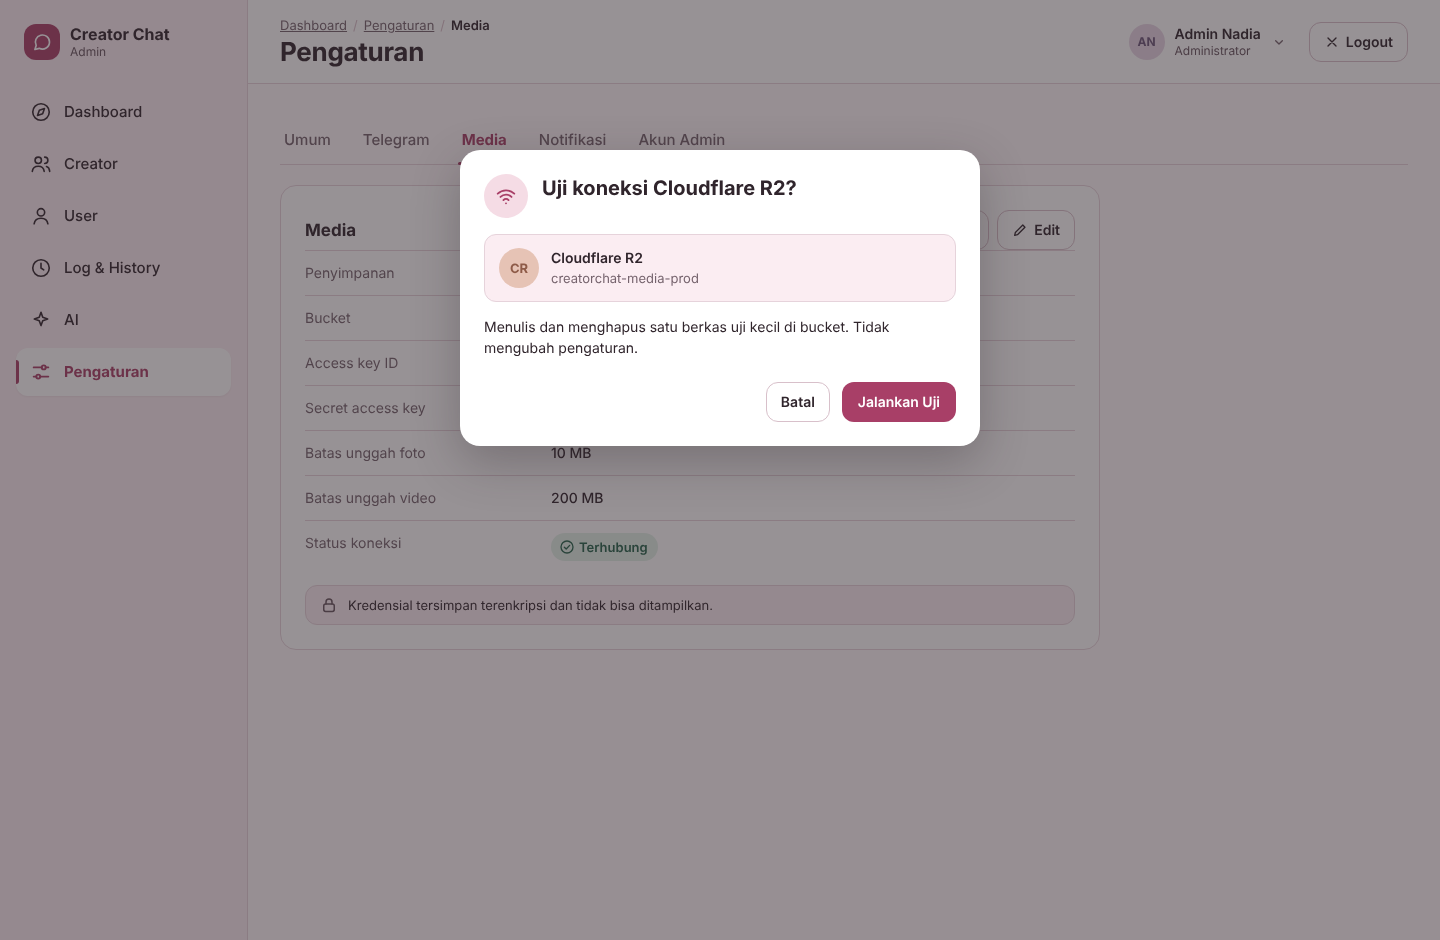 Creator Chat
Admin
Dashboard
Creator
User
Log & History
AI
Pengaturan
Dashboard / Pengaturan / Media
Pengaturan
AN
Admin Nadia
Administrator
Logout
Umum
Telegram
Media
Notifikasi
Akun Admin
Media
Edit
Uji koneksi Cloudflare R2?
CR
Cloudflare R2
creatorchat-media-prod
Menulis dan menghapus satu berkas uji kecil di bucket. Tidak
mengubah pengaturan.
Batal
Jalankan Uji
Penyimpanan
Bucket
Access key ID
Secret access key
Batas unggah foto
10 MB
Batas unggah video
200 MB
Status koneksi
Terhubung
Kredensial tersimpan terenkripsi dan tidak bisa ditampilkan.